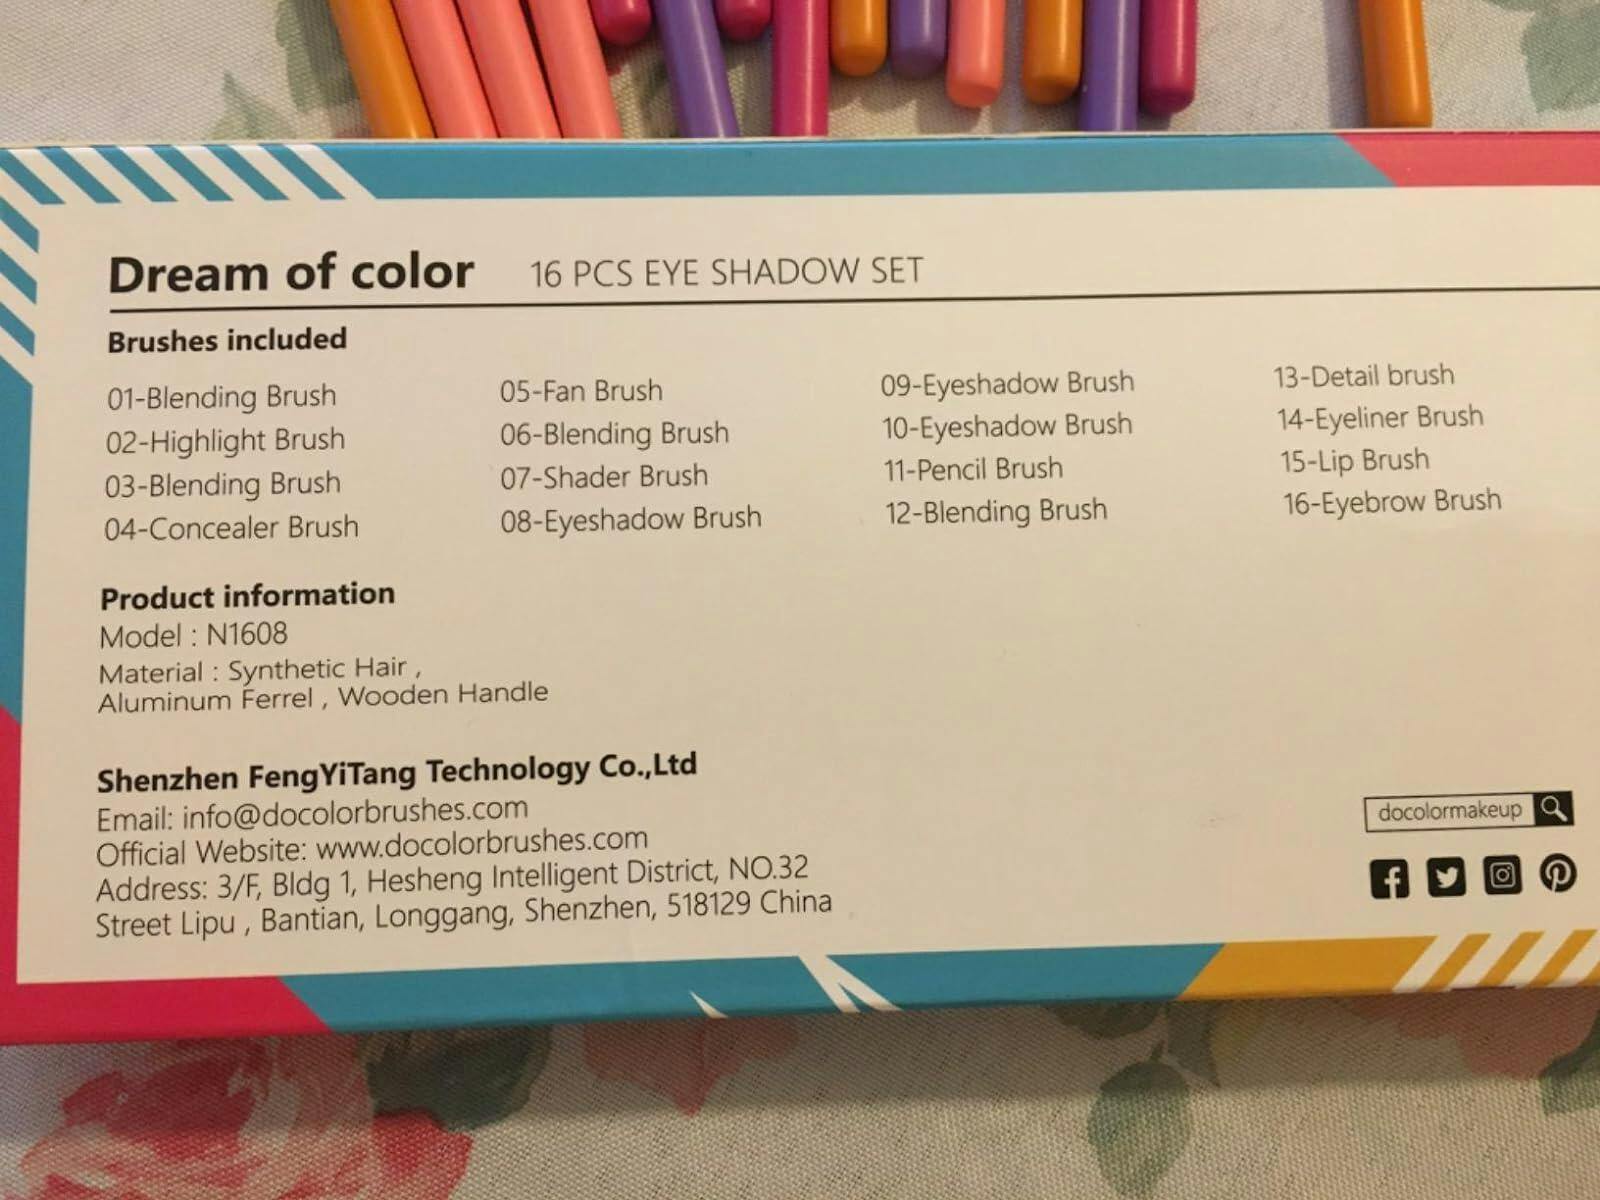 Dream of color 16 PCS EYE SHADOW SET
Brushes included
01-Blending Brush
02-Highlight Brush
03-Blending Brush
04-Concealer Brush
05-Fan Brush
06-Blending Brush
07-Shader Brush
08-Eyeshadow Brush
09-Eyeshadow Brush
10-Eyeshadow Brush
11-Pencil Brush
12-Blending Brush
13-Detail brush
14-Eyeliner Brush
15-Lip Brush
16-Eyebrow Brush
Product information
Model : N1608
Material : Synthetic Hair ,
Aluminum Ferrel , Wooden Handle
Shenzhen FengYiTang Technology Co.,Ltd
Email: info@docolorbrushes.com
Official Website: www.docolorbrushes.com
Address: 3/F, Bldg 1, Hesheng Intelligent District, NO.32
Street Lipu , Bantian, Longgang, Shenzhen, 518129 China
docolormakeup